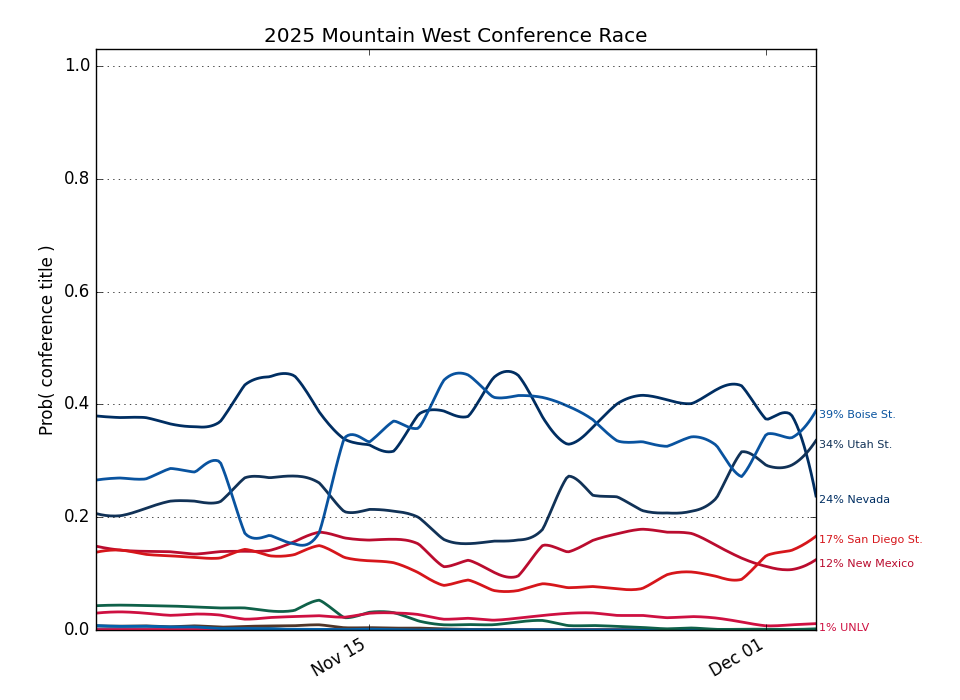 2025 Mountain West Conference Race
Prob( conference title )
1.0
0.8
0.6
0.4
0.2
0.0
Nov 15
Dec 01
39% Boise St.
34% Utah St.
24% Nevada
17% San Diego St.
12% New Mexico
1% UNLV